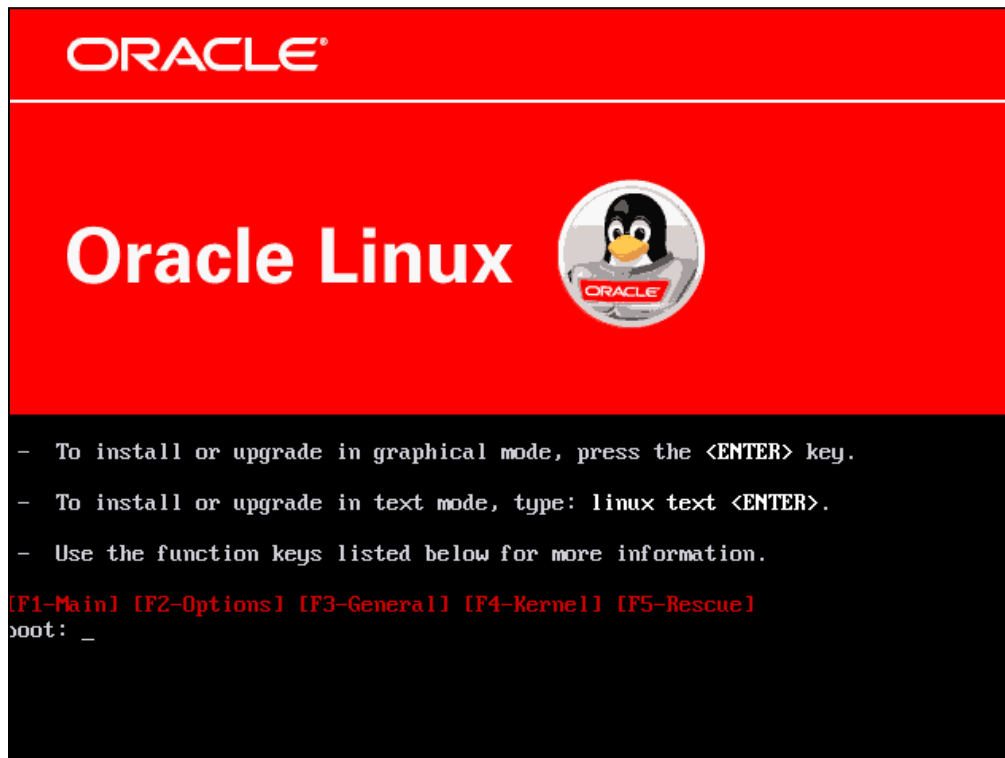 ORACLE®
Oracle Linux
ORACLE
-  To install or upgrade in graphical mode, press the <ENTER> key.
-  To install or upgrade in text mode, type: linux text <ENTER>.
-  Use the function keys listed below for more information.
[F1-Main] [F2-Options] [F3-General] [F4-Kernel] [F5-Rescue]
boot: _